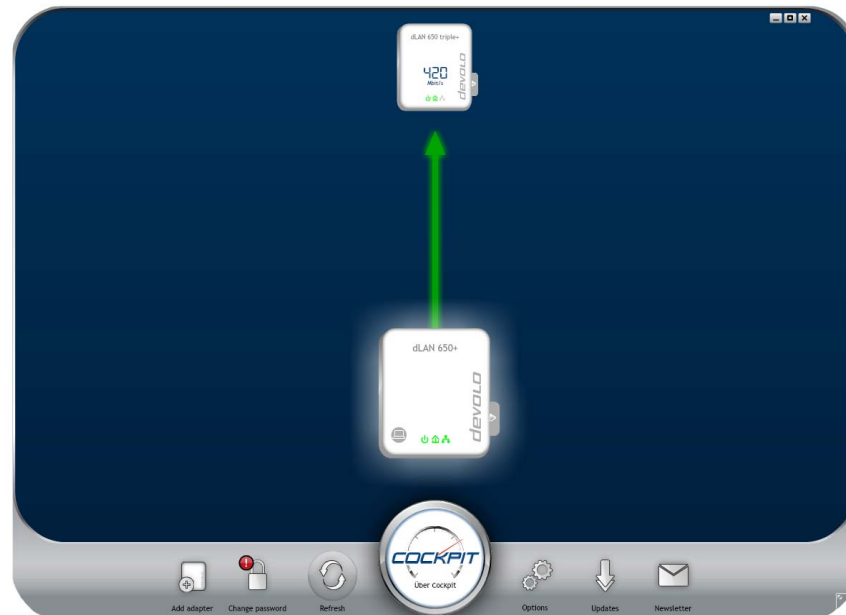 dLAN 650 triple+
420
Mbit/s
devolo
dLAN 650+
devolo
COCKPIT
Über Cockpit
Add adapter
Change password
Refresh
Options
Updates
Newsletter